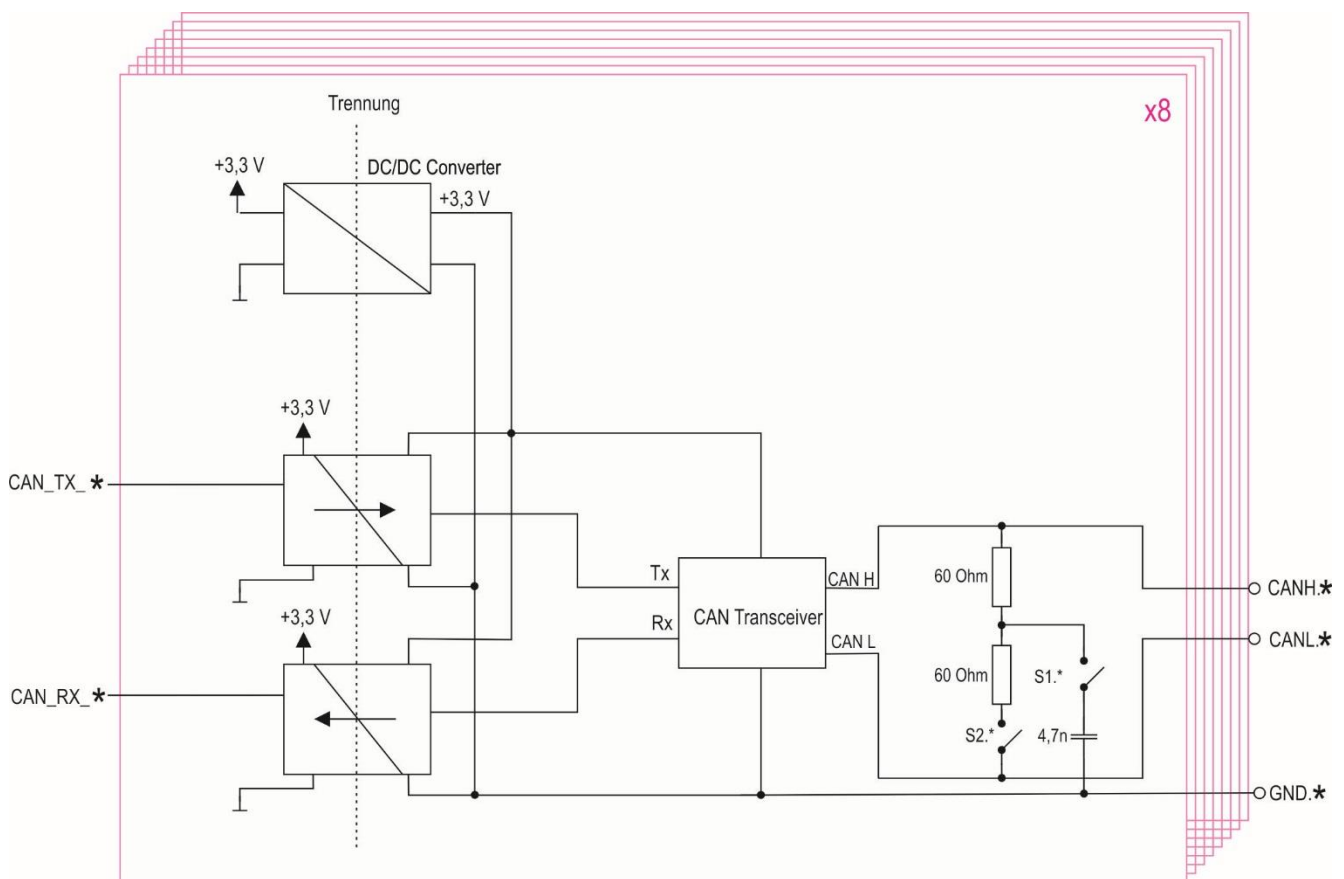 x8
Trennung
DC/DC Converter
+3,3 V
+3,3 V
+3,3 V
CAN_TX_*
Tx
CAN H
60 Ohm
CANH.*
+3,3 V
Rx
CAN Transceiver
CAN L
CANL.*
60 Ohm
S1.*
CAN_RX_*
S2.*
4,7n
GND.*